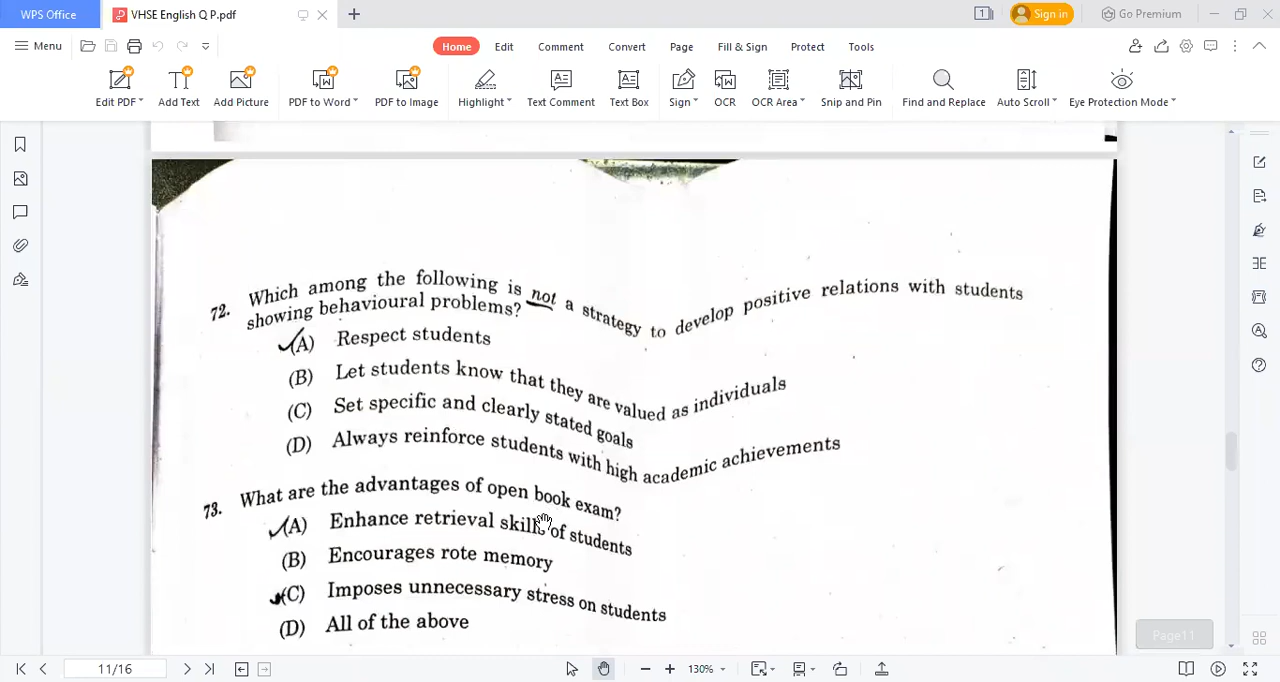 WPS Office
VHSE English Q P.pdf
Sign in
Go Premium
Menu
Home
Edit
Comment
Convert
Page
Fill & Sign
Protect
Tools
Edit PDF
Add Text
Add Picture
PDF to Word
PDF to Image
Highlight
Text Comment
Text Box
Sign
OCR
OCR Area
Snip and Pin
Find and Replace
Auto Scroll
Eye Protection Mode
72. Which among the following is not a strategy to develop positive relations with students
showing behavioural problems?
(A) Respect students
(B) Let students know that they are valued as individuals
(C) Set specific and clearly stated goals
(D) Always reinforce students with high academic achievements
73. What are the advantages of open book exam?
(A) Enhance retrieval skills of students
(B) Encourages rote memory
(C) Imposes unnecessary stress on students
(D) All of the above
Page11
11/16
130%